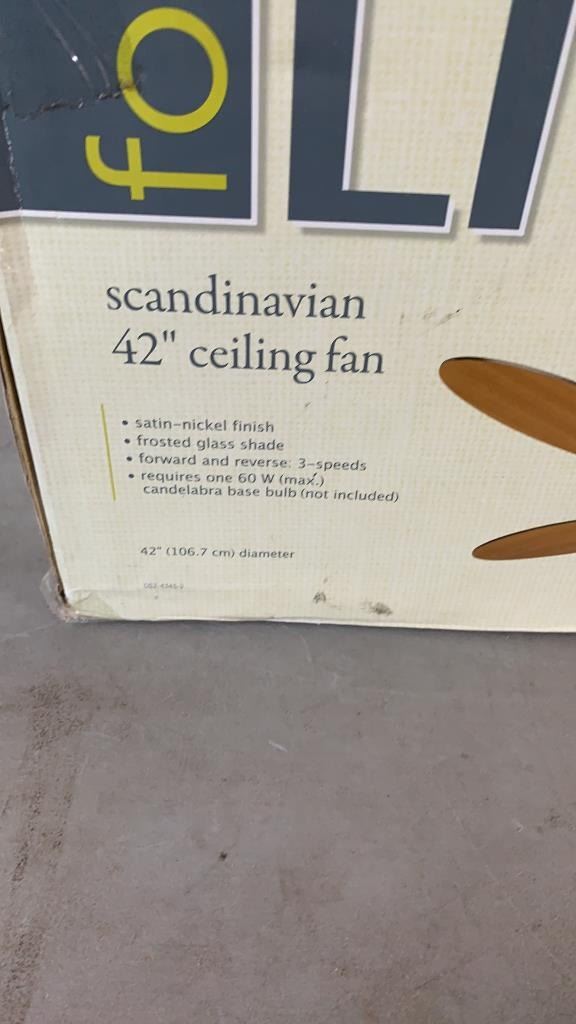 fo
LI
scandinavian
42" ceiling fan
• satin-nickel finish
• frosted glass shade
• forward and reverse: 3-speeds
• requires one 60 W (max.)
candelabra base bulb (not included)
42" (106.7 cm) diameter